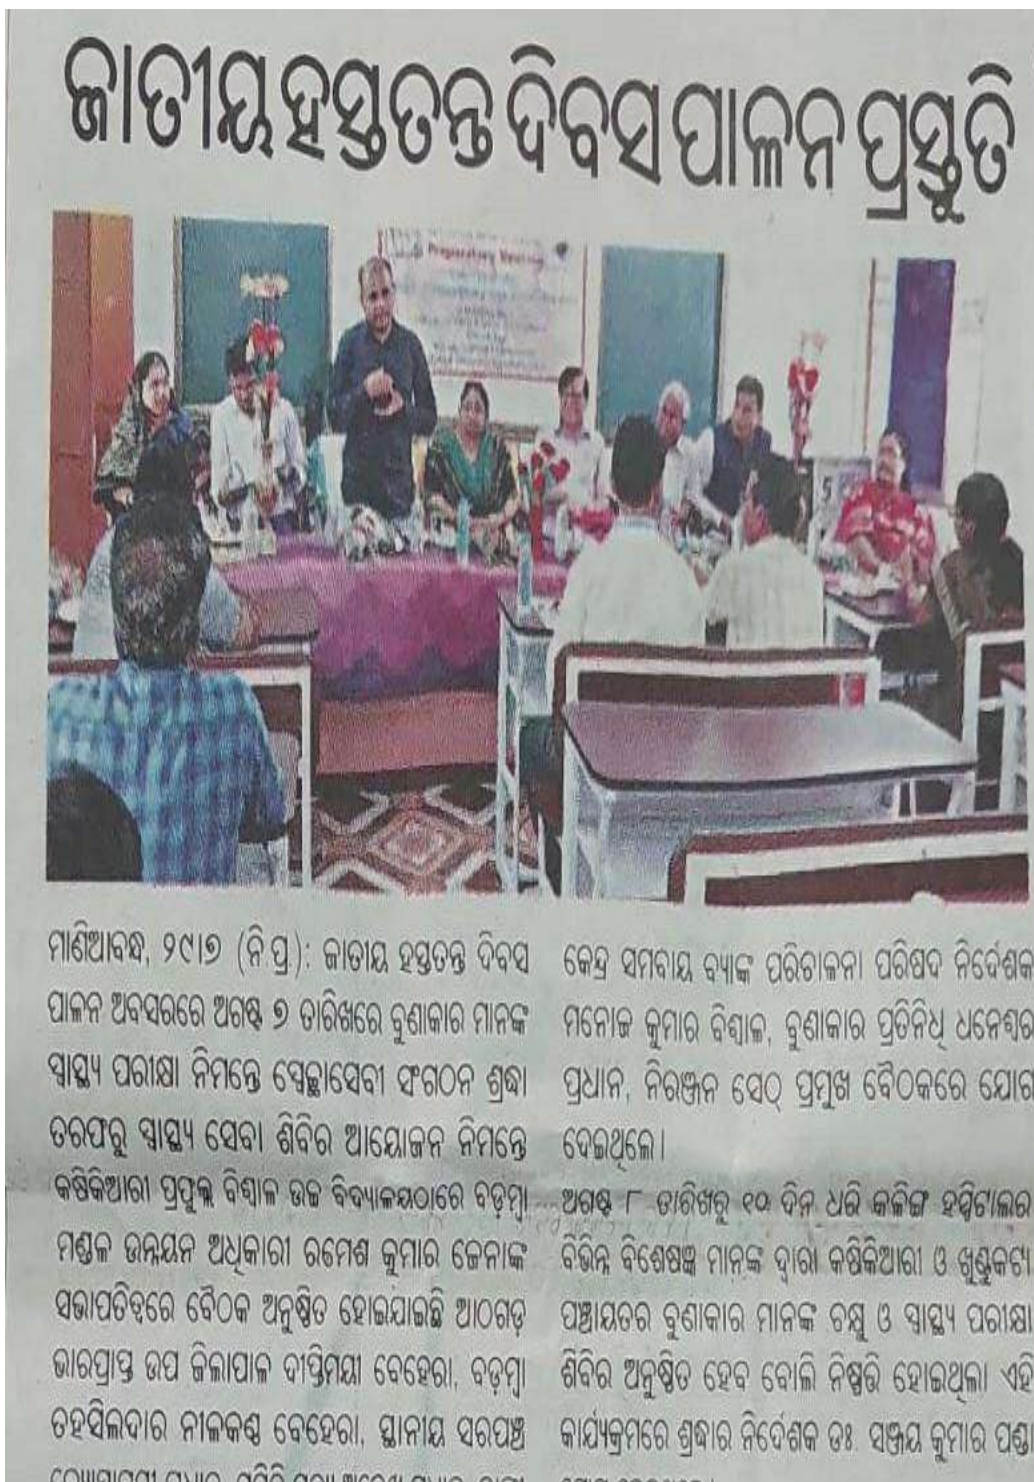 ଜାତୀୟ ହସ୍ତତନ୍ତ ଦିବସ ପାଳନ ପ୍ରସ୍ତୁତି
Preparatory Meeting
ମାଣିଆବନ୍ଧ, ୨୯।୭ (ନି ପ୍ର): ଜାତୀୟ ହସ୍ତତନ୍ତ ଦିବସ
ପାଳନ ଅବସରରେ ଅଗଷ୍ଟ ୭ ତାରିଖରେ ବୁଣାକାର ମାନଙ୍କ
ସ୍ୱାସ୍ଥ୍ୟ ପରୀକ୍ଷା ନିମନ୍ତେ ସ୍ୱେଚ୍ଛାସେବୀ ସଂଗଠନ ଶ୍ରଦ୍ଧା
ତରଫରୁ ସ୍ୱାସ୍ଥ୍ୟ ସେବା ଶିବିର ଆୟୋଜନ ନିମନ୍ତେ
କଷିକିଆରୀ ପ୍ରଫୁଲ୍ଲ ବିଶ୍ୱାଳ ଉଚ୍ଚ ବିଦ୍ୟାଳୟଠାରେ ବଡ଼ମ୍ବା
ମଣ୍ଡଳ ଉନ୍ନୟନ ଅଧିକାରୀ ରମେଶ କୁମାର ଜେନାଙ୍କ
ସଭାପତିତ୍ୱରେ ବୈଠକ ଅନୁଷ୍ଠିତ ହୋଇଯାଇଛି ଆଠଗଡ଼
ଭାରପ୍ରାପ୍ତ ଉପ ଜିଲାପାଳ ଦୀପ୍ତିମୟୀ ବେହେରା, ବଡ଼ମ୍ବା
ତହସିଲଦାର ନୀଳକଣ୍ଠ ବେହେରା, ସ୍ଥାନୀୟ ସରପଞ୍ଚ
କେନ୍ଦ୍ର ସମବାୟ ବ୍ୟାଙ୍କ ପରିଚାଳନା ପରିଷଦ ନିର୍ଦେଶକ
ମନୋଜ କୁମାର ବିଶ୍ୱାଳ, ବୁଣାକାର ପ୍ରତିନିଧି ଧନେଶ୍ୱର
ପ୍ରଧାନ, ନିରଞ୍ଜନ ସେଠ୍ ପ୍ରମୁଖ ବୈଠକରେ ଯୋଗ
ଦେଇଥିଲେ।
ଅଗଷ୍ଟ ୮ ତାରିଖରୁ ୧୦ ଦିନ ଧରି କଳିଙ୍ଗ ହସ୍ପିଟାଲର
ବିଭିନ୍ନ ବିଶେଷଜ୍ଞ ମାନଙ୍କ ଦ୍ୱାରା କଷିକିଆରୀ ଓ ଖୁଣ୍ଟୁକଟା
ପଞ୍ଚାୟତର ବୁଣାକାର ମାନଙ୍କ ଚକ୍ଷୁ ଓ ସ୍ୱାସ୍ଥ୍ୟ ପରୀକ୍ଷା
ଶିବିର ଅନୁଷ୍ଠିତ ହେବ ବୋଲି ନିଷ୍ପତ୍ତି ହୋଇଥିଲା ଏହି
କାର୍ଯ୍ୟକ୍ରମରେ ଶ୍ରଦ୍ଧାର ନିର୍ଦେଶକ ଡଃ. ସଞ୍ଜୟ କୁମାର ପଣ୍ଡା